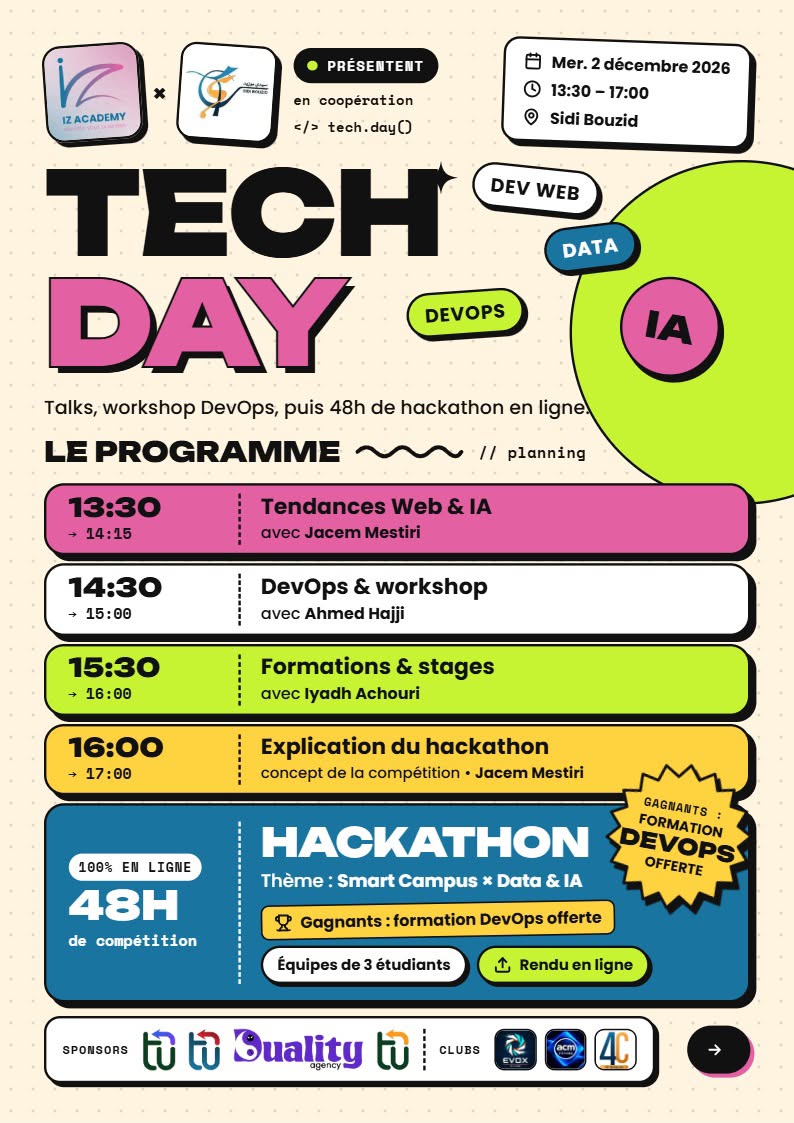 IZ ACADEMY
×
SIDI BOUZID
PRÉSENTENT
en coopération
</> tech.day()
Mer. 2 décembre 2026
13:30 – 17:00
Sidi Bouzid
TECH
DAY
DEV WEB
DATA
DEVOPS
IA
Talks, workshop DevOps, puis 48h de hackathon en ligne.
LE PROGRAMME
// planning
13:30
→ 14:15
Tendances Web & IA
avec Jacem Mestiri
14:30
→ 15:00
DevOps & workshop
avec Ahmed Hajji
15:30
→ 16:00
Formations & stages
avec Iyadh Achouri
16:00
→ 17:00
Explication du hackathon
concept de la compétition • Jacem Mestiri
GAGNANTS :
FORMATION
DEVOPS
OFFERTE
100% EN LIGNE
48H
de compétition
HACKATHON
Thème : Smart Campus × Data & IA
Gagnants : formation DevOps offerte
Équipes de 3 étudiants
Rendu en ligne
SPONSORS
Quality
agency
CLUBS
EVOX
acm
4C
→